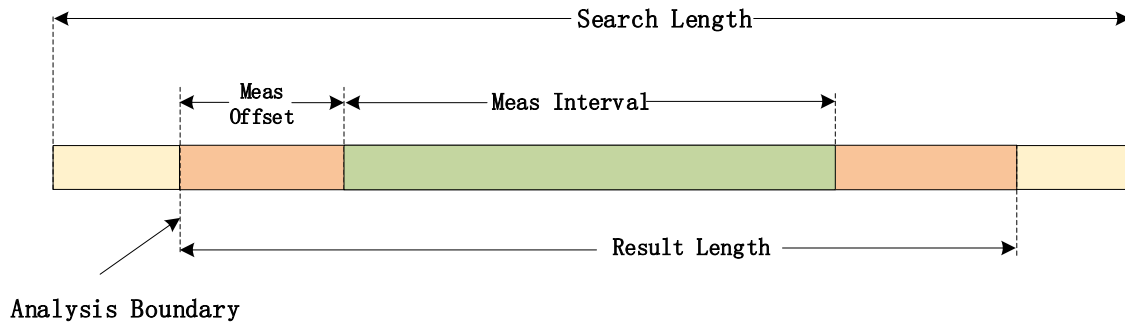 Search Length
Meas
Offset
Meas Interval
Result Length
Analysis Boundary